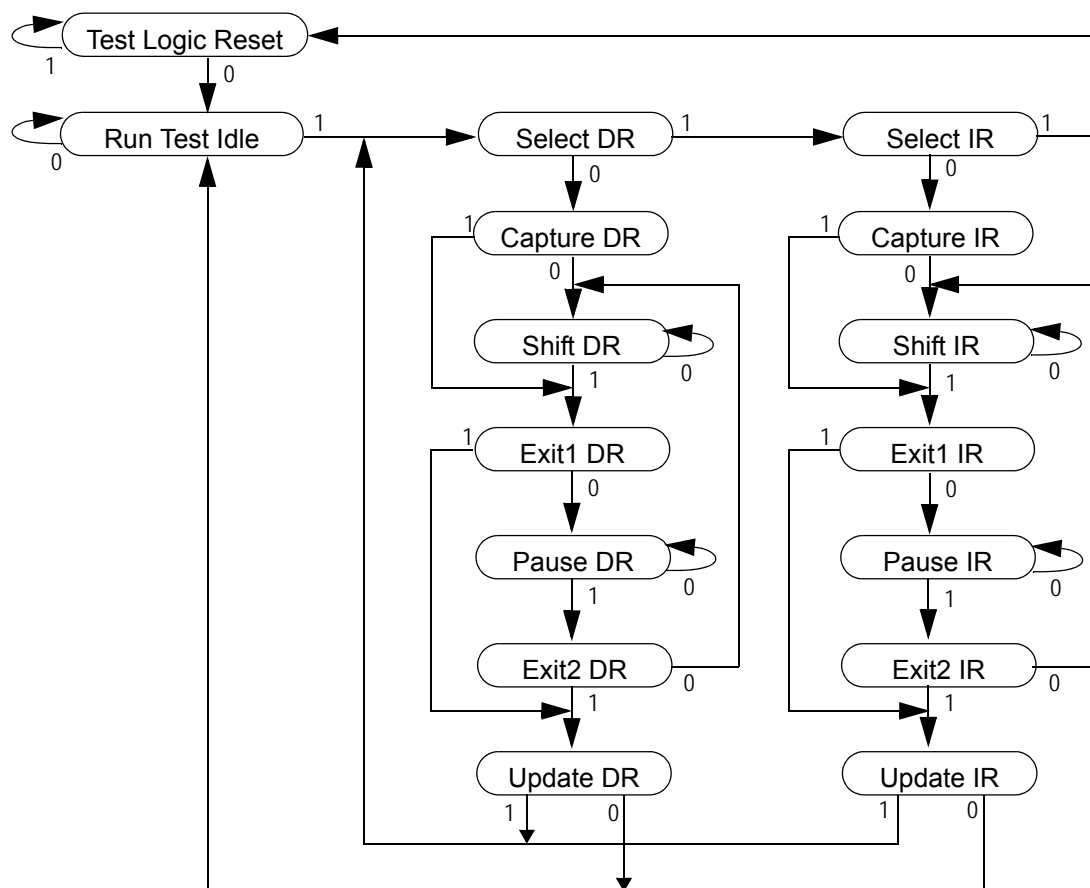 Test Logic Reset
1
0
Run Test Idle
1
Select DR
1
Select IR
1
0
0
0
1
Capture DR
1
Capture IR
0
0
Shift DR
Shift IR
1
0
1
0
1
Exit1 DR
1
Exit1 IR
0
0
Pause DR
Pause IR
1
0
1
0
Exit2 DR
Exit2 IR
1
0
1
0
Update DR
Update IR
1
0
1
0